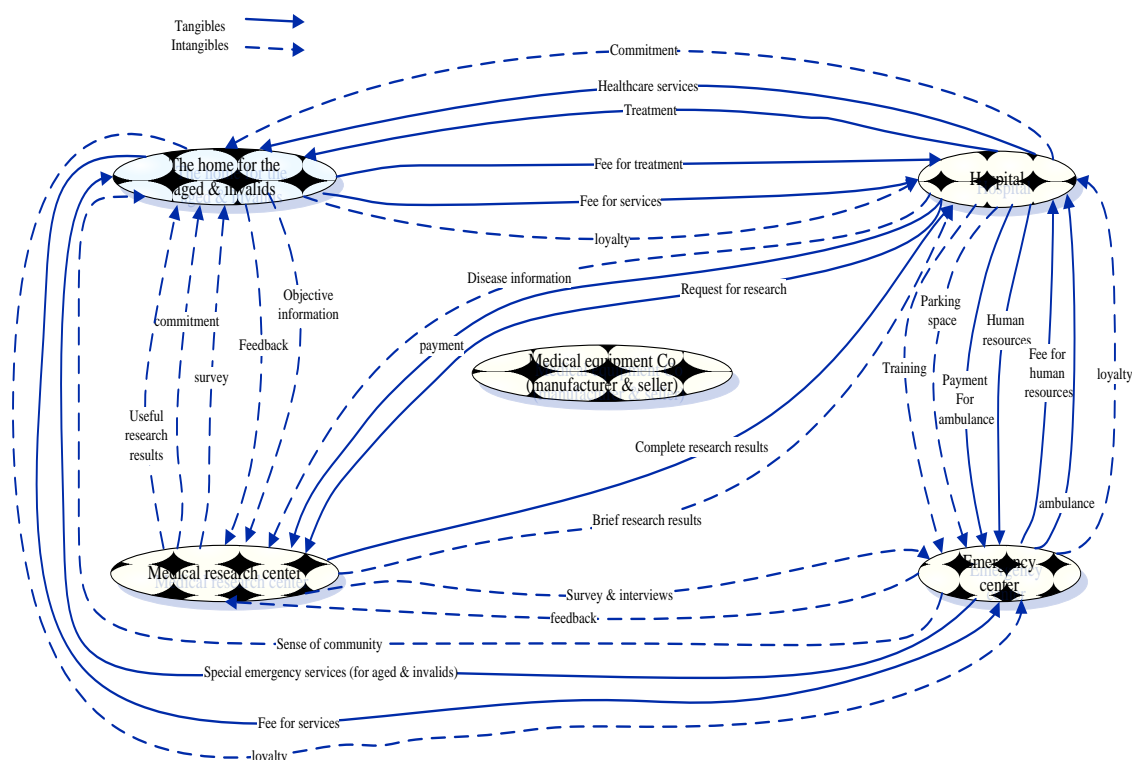 Tangibles
Intangibles
Commitment
Healthcare services
Treatment
The home for the
aged & invalids
Fee for treatment
Hospital
Fee for services
loyalty
Disease information
Request for research
Objective
information
commitment
Feedback
payment
Parking
space
Human
resources
Medical equipment Co.
(manufacturer & seller)
Training
Fee for
human
resources
loyalty
survey
Payment
For
ambulance
Useful
research
results
Complete research results
ambulance
Brief research results
Medical research center
Emergency
center
Survey & interviews
feedback
Sense of community
Special emergency services (for aged & invalids)
Fee for services
loyalty